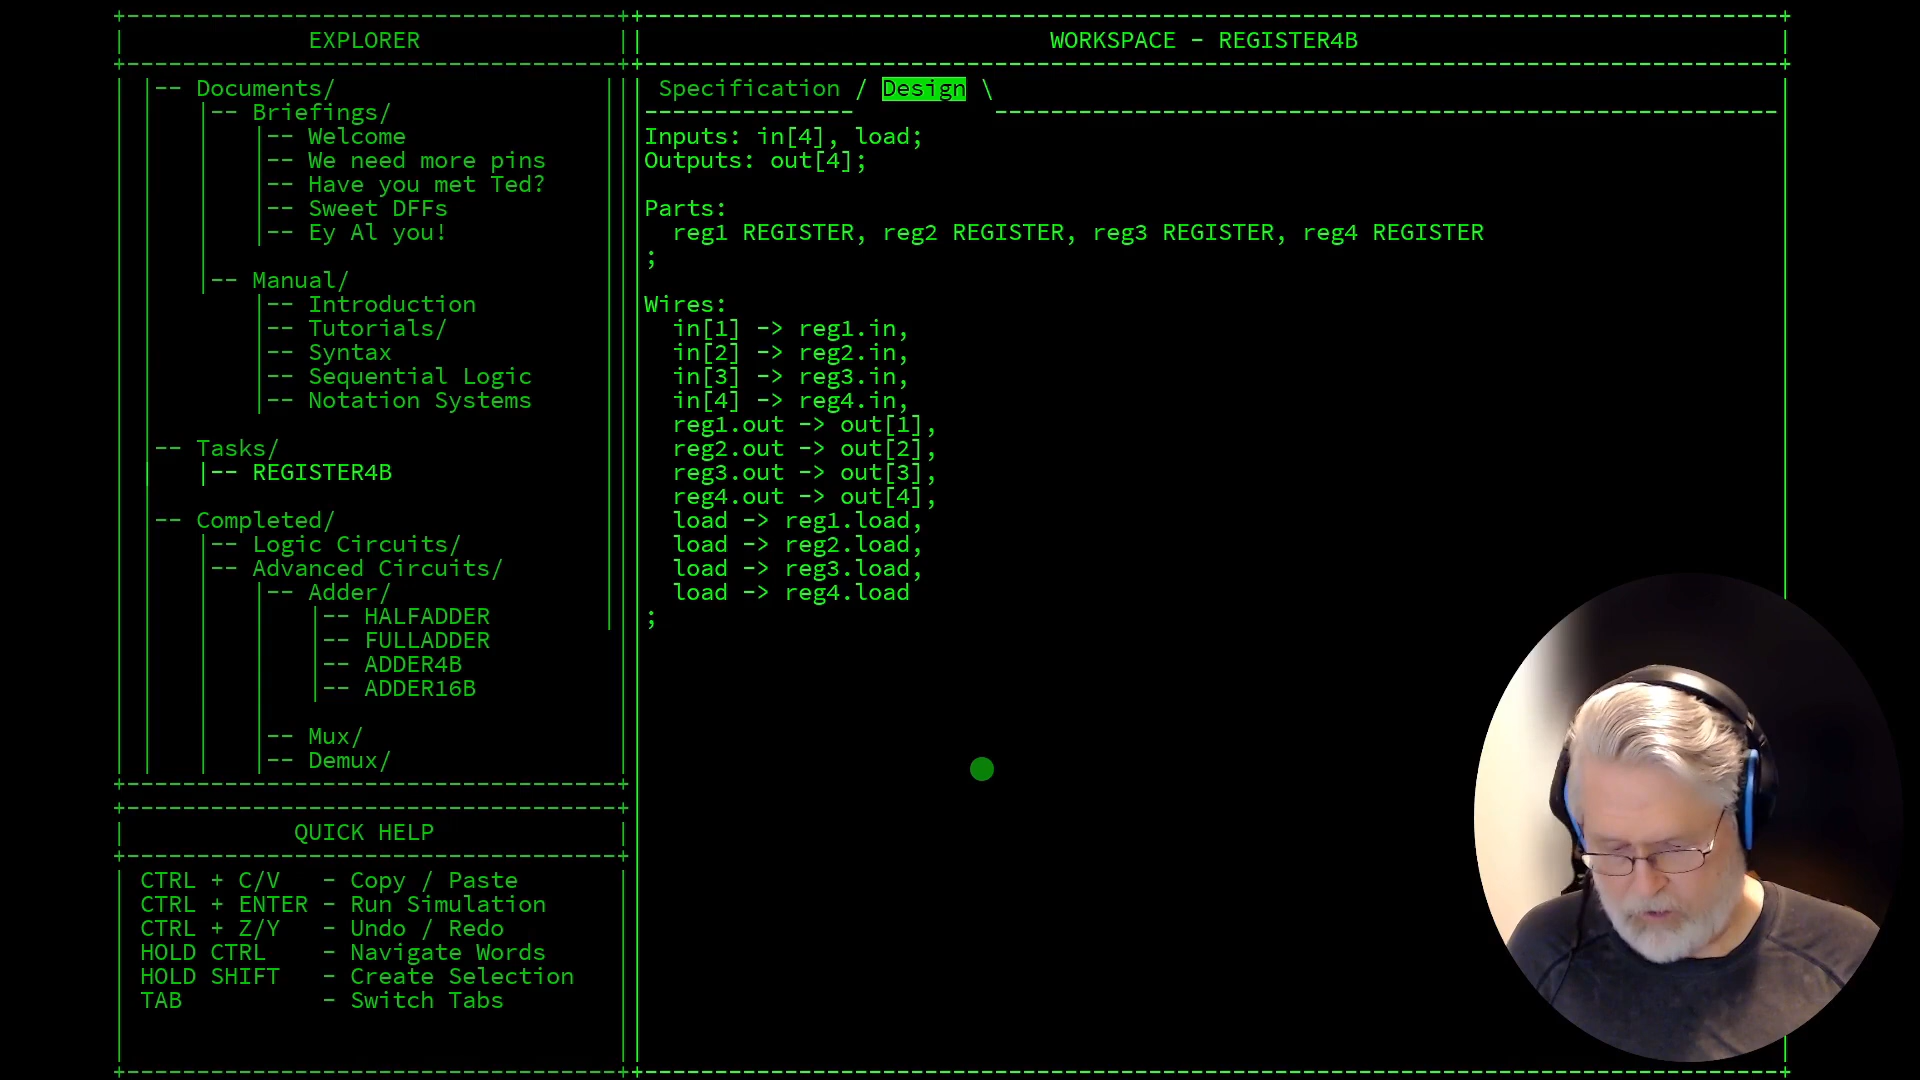 EXPLORER
|-- Documents/
|-- Briefings/
|-- Welcome
|-- We need more pins
|-- Have you met Ted?
|-- Sweet DFFs
|-- Ey Al you!
|-- Manual/
|-- Introduction
|-- Tutorials/
|-- Syntax
|-- Sequential Logic
|-- Notation Systems
-- Tasks/
|-- REGISTER4B
-- Completed/
|-- Logic Circuits/
|-- Advanced Circuits/
|-- Adder/
|-- HALFADDER
|-- FULLADDER
|-- ADDER4B
|-- ADDER16B
|-- Mux/
|-- Demux/
QUICK HELP
CTRL + C/V - Copy / Paste
CTRL + ENTER - Run Simulation
CTRL + Z/Y - Undo / Redo
HOLD CTRL - Navigate Words
HOLD SHIFT - Create Selection
TAB - Switch Tabs
WORKSPACE - REGISTER4B
Specification / Design \
Inputs: in[4], load;
Outputs: out[4];
Parts:
reg1 REGISTER, reg2 REGISTER, reg3 REGISTER, reg4 REGISTER
;
Wires:
in[1] -> reg1.in,
in[2] -> reg2.in,
in[3] -> reg3.in,
in[4] -> reg4.in,
reg1.out -> out[1],
reg2.out -> out[2],
reg3.out -> out[3],
reg4.out -> out[4],
load -> reg1.load,
load -> reg2.load,
load -> reg3.load,
load -> reg4.load
;